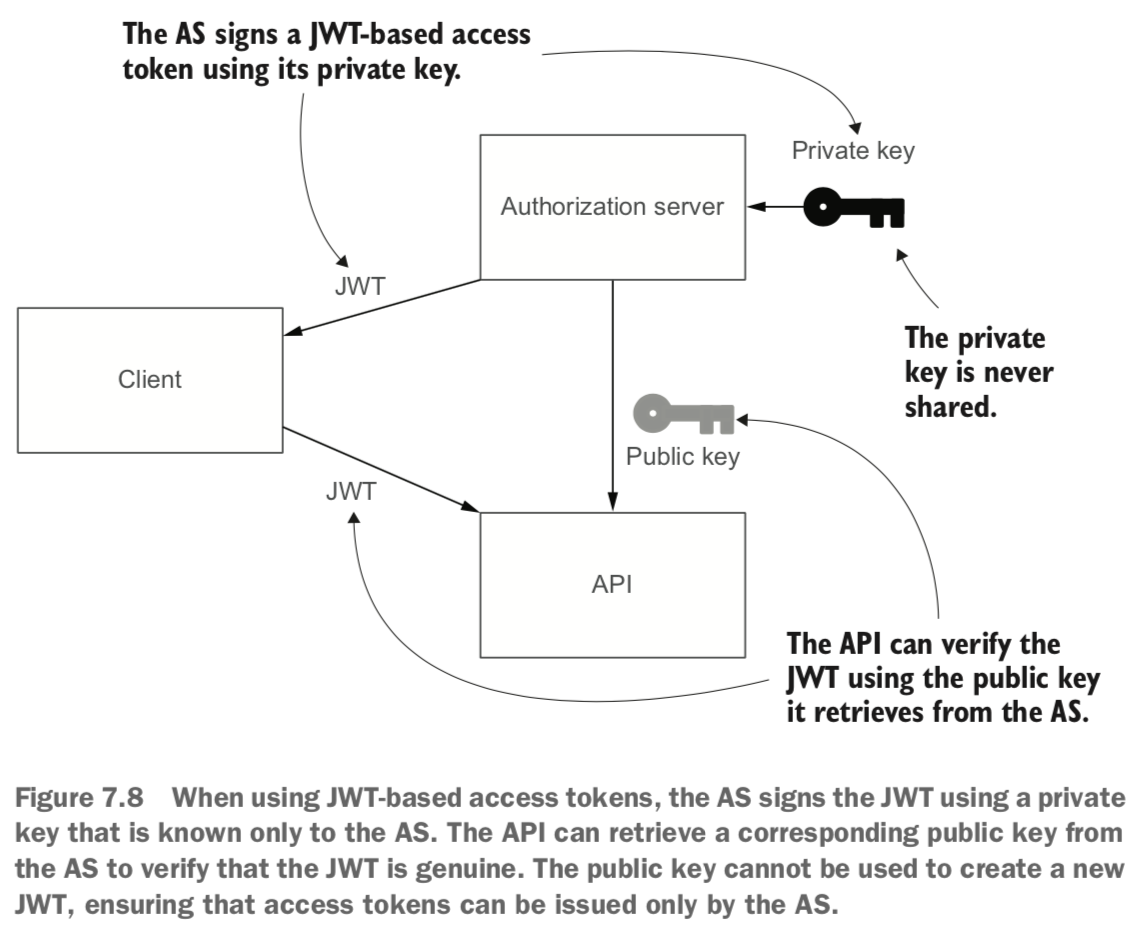 The AS signs a JWT-based access
token using its private key.
Private key
Authorization server
JWT
Client
The private
key is never
shared.
Public key
JWT
API
The API can verify the
JWT using the public key
it retrieves from the AS.
Figure 7.8 When using JWT-based access tokens, the AS signs the JWT using a private
key that is known only to the AS. The API can retrieve a corresponding public key from
the AS to verify that the JWT is genuine. The public key cannot be used to create a new
JWT, ensuring that access tokens can be issued only by the AS.